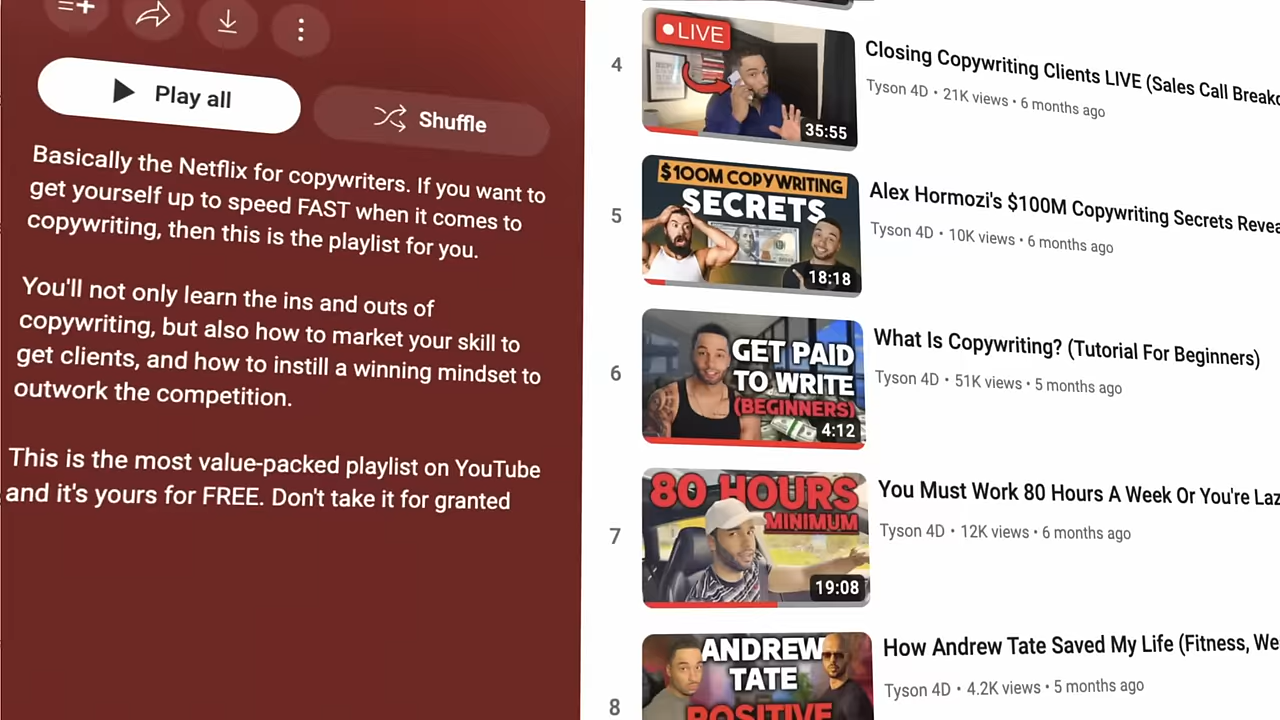 Play all
Shuffle
Basically the Netflix for copywriters. If you want to
get yourself up to speed FAST when it comes to
copywriting, then this is the playlist for you.
You'll not only learn the ins and outs of
copywriting, but also how to market your skill to
get clients, and how to instill a winning mindset to
outwork the competition.
This is the most value-packed playlist on YouTube
and it's yours for FREE. Don't take it for granted
4
LIVE
35:55
Closing Copywriting Clients LIVE (Sales Call Breakd
Tyson 4D • 21K views • 6 months ago
5
$100M COPYWRITING
SECRETS
18:18
Alex Hormozi's $100M Copywriting Secrets Revea
Tyson 4D • 10K views • 6 months ago
6
GET PAID
TO WRITE
(BEGINNERS)
4:12
What Is Copywriting? (Tutorial For Beginners)
Tyson 4D • 51K views • 5 months ago
7
80 HOURS
MINIMUM
19:08
You Must Work 80 Hours A Week Or You're Laz
Tyson 4D • 12K views • 6 months ago
8
ANDREW
TATE
POSITIVE
How Andrew Tate Saved My Life (Fitness, We
Tyson 4D • 4.2K views • 5 months ago